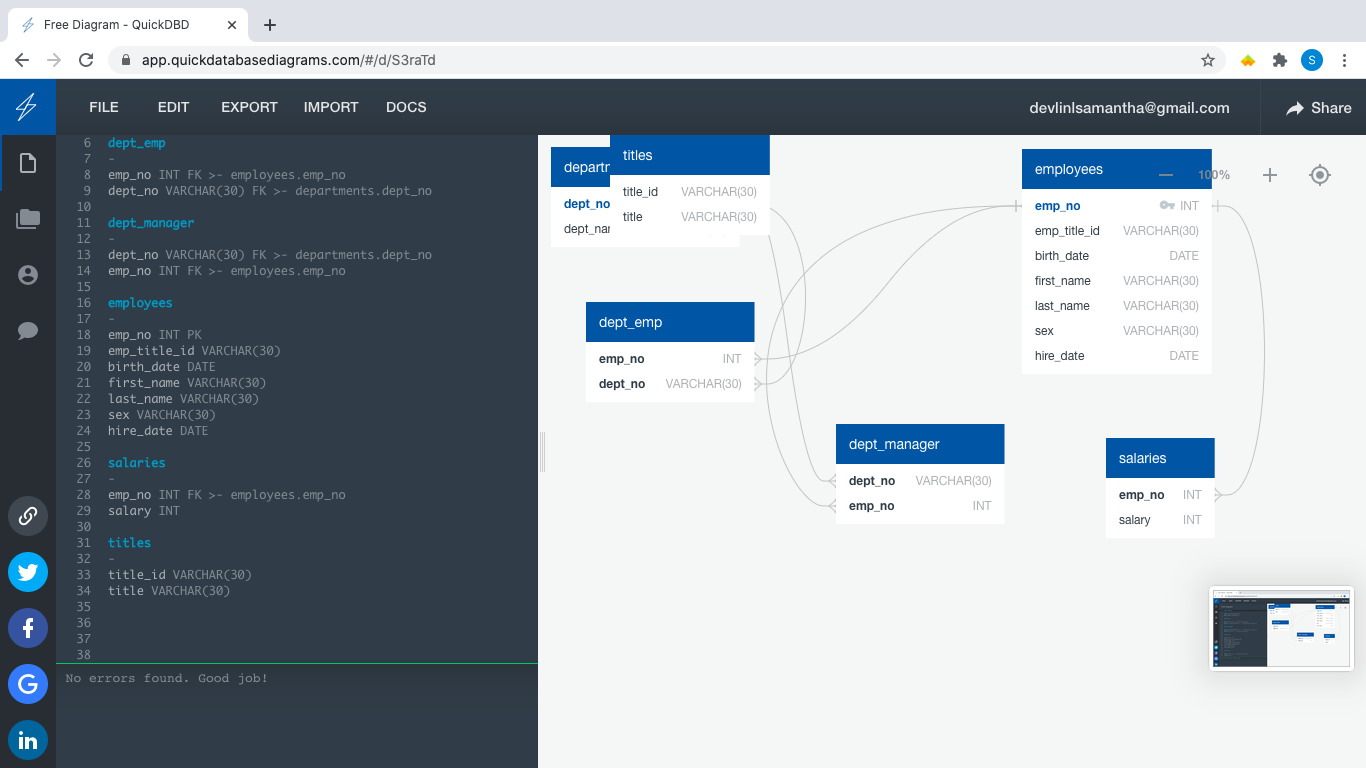 Free Diagram - QuickDBD
app.quickdatabasediagrams.com/#/d/S3raTd
S
FILE EDIT EXPORT IMPORT DOCS
devlinlsamantha@gmail.com
Share
6 dept_emp
7 -
8 emp_no INT FK >- employees.emp_no
9 dept_no VARCHAR(30) FK >- departments.dept_no
10
11 dept_manager
12 -
13 dept_no VARCHAR(30) FK >- departments.dept_no
14 emp_no INT FK >- employees.emp_no
15
16 employees
17 -
18 emp_no INT PK
19 emp_title_id VARCHAR(30)
20 birth_date DATE
21 first_name VARCHAR(30)
22 last_name VARCHAR(30)
23 sex VARCHAR(30)
24 hire_date DATE
25
26 salaries
27 -
28 emp_no INT FK >- employees.emp_no
29 salary INT
30
31 titles
32 -
33 title_id VARCHAR(30)
34 title VARCHAR(30)
35
36
37
38
No errors found. Good job!
dept_no
titles
title_id VARCHAR(30)
title VARCHAR(30)
dept_emp
emp_no INT
dept_no VARCHAR(30)
dept_manager
dept_no VARCHAR(30)
emp_no INT
employees
100%
emp_no INT
emp_title_id VARCHAR(30)
birth_date DATE
first_name VARCHAR(30)
last_name VARCHAR(30)
sex VARCHAR(30)
hire_date DATE
salaries
emp_no INT
salary INT